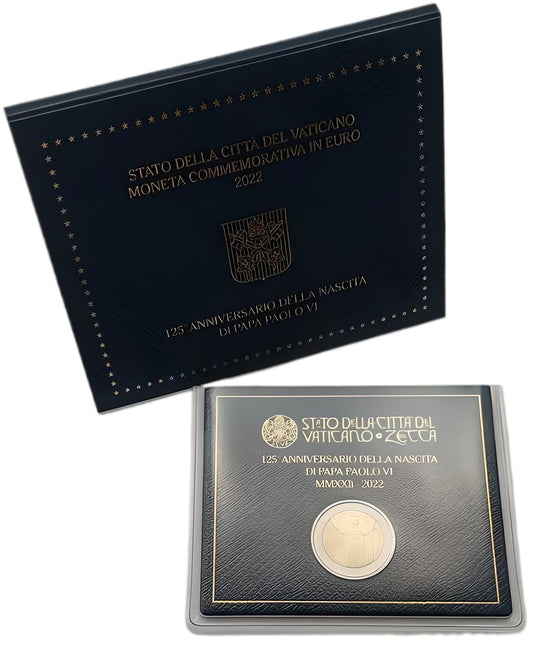 STATO DELLA CITTÀ DEL VATICANO
MONETA COMMEMORATIVA IN EURO
2022
125° ANNIVERSARIO DELLA NASCITA
DI PAPA PAOLO VI
STATO DELLA CITTÀ DEL
VATICANO • ZECCA
125 ANNIVERSARIO DELLA NASCITA
DI PAPA PAOLO VI
MMXXII - 2022